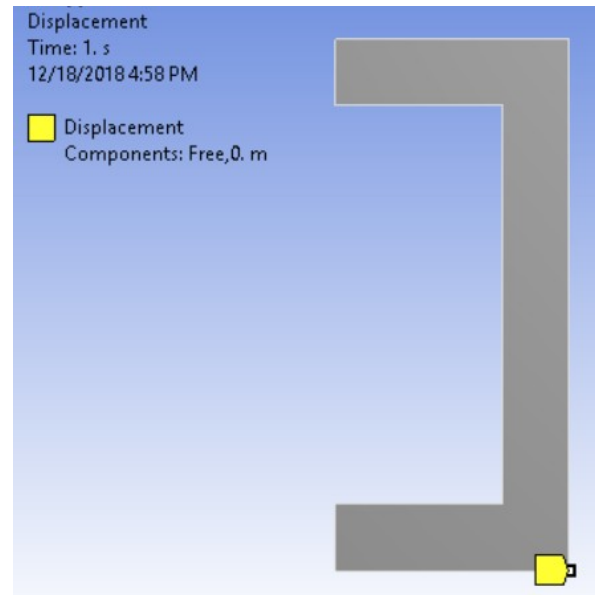 Displacement
Time: 1. s
12/18/2018 4:58 PM
Displacement
Components: Free,0. m